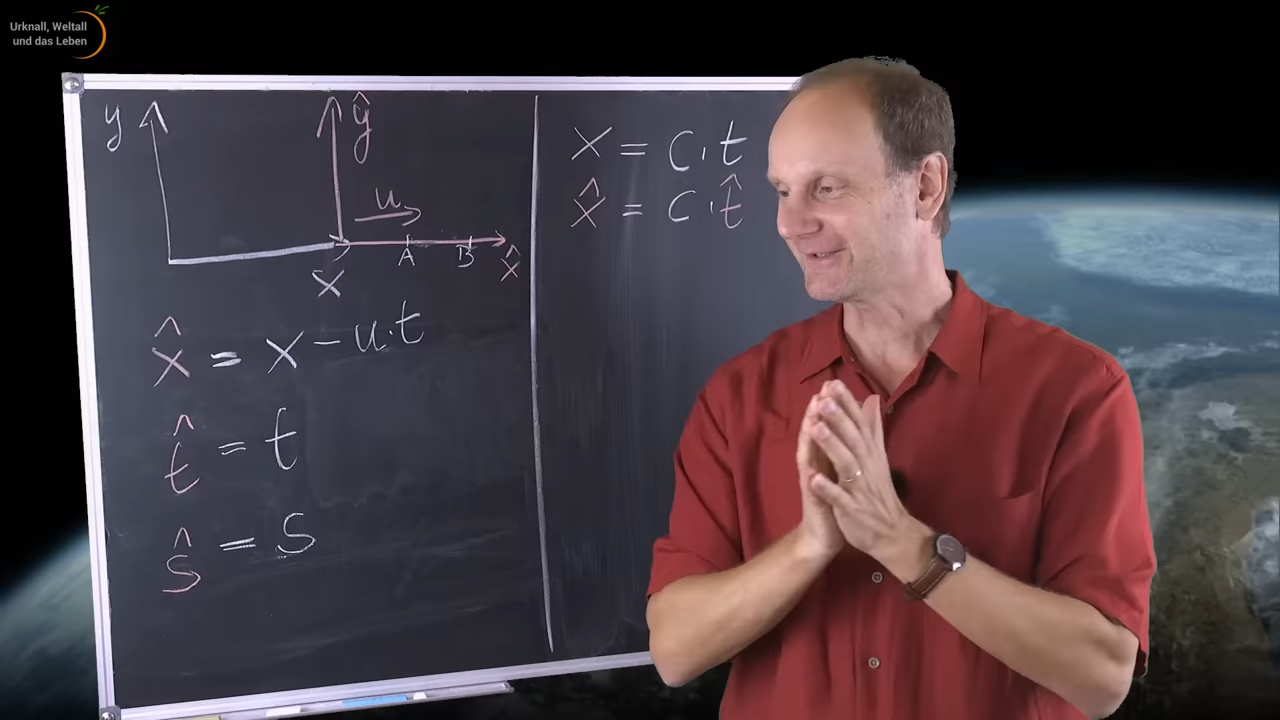 Urknall, Weltall
und das Leben
y
ŷ
u
A
B
x̂
x
x̂ = x - u·t
t̂ = t
ŝ = s
x = c·t
x̂ = c·t̂